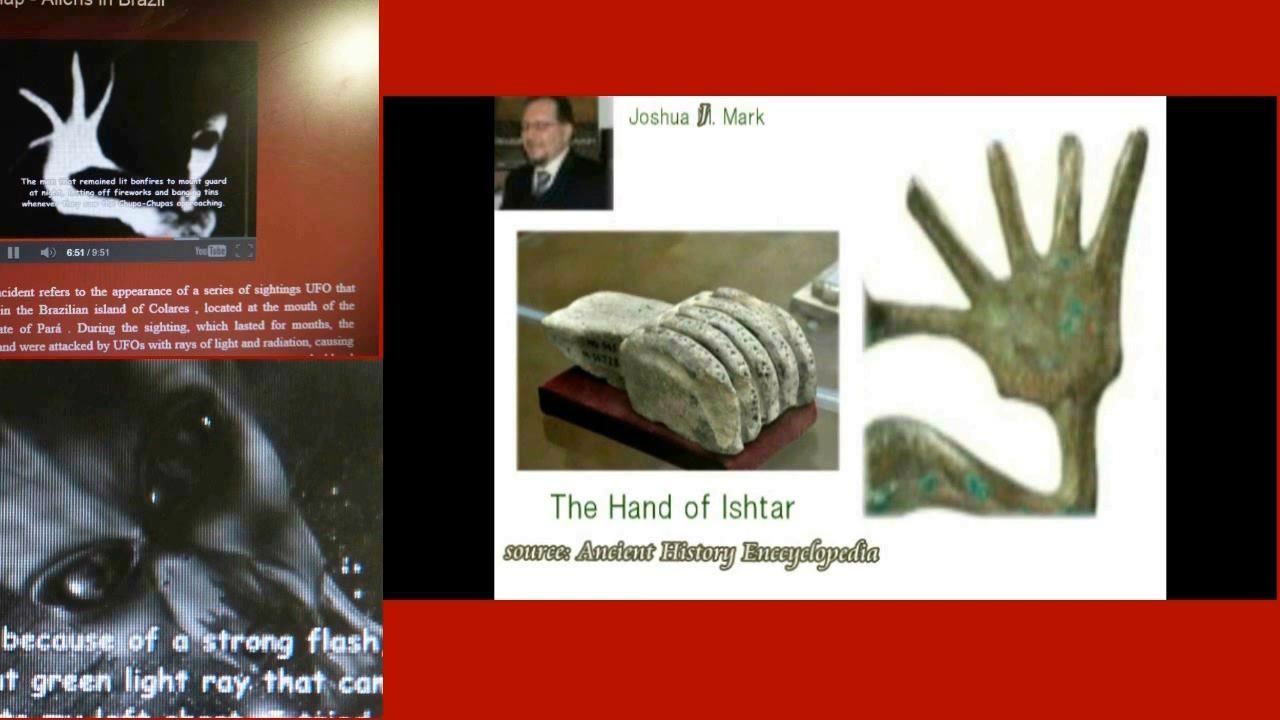 Aliens in Brazil
The men that remained lit bonfires to mount guard
at night, letting off fireworks and banging tins
whenever they saw the Chupa-Chupas approaching.
6:51 / 9:51
YouTube
ncident refers to the appearance of a series of sightings UFO that
in the Brazilian island of Colares , located at the mouth of the
ate of Pará . During the sighting, which lasted for months, the
nd were attacked by UFOs with rays of light and radiation, causing
because of a strong flash,
t green light ray that can
Joshua J. Mark
The Hand of Ishtar
source: Ancient History Enccyclopedia